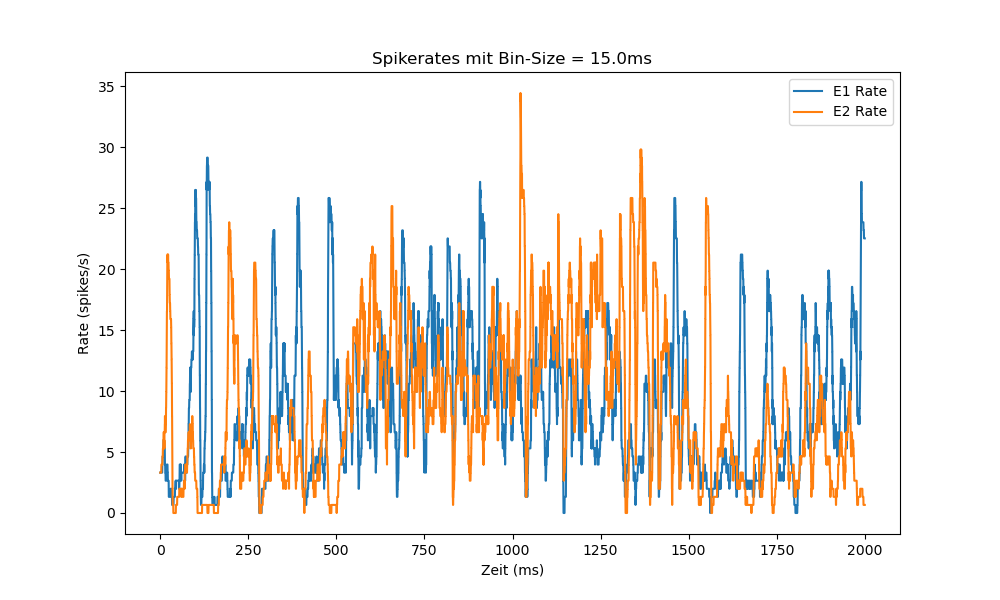 Spikerates mit Bin-Size = 15.0ms
E1 Rate
E2 Rate
Rate (spikes/s)
35
30
25
20
15
10
5
0
0 250 500 750 1000 1250 1500 1750 2000
Zeit (ms)